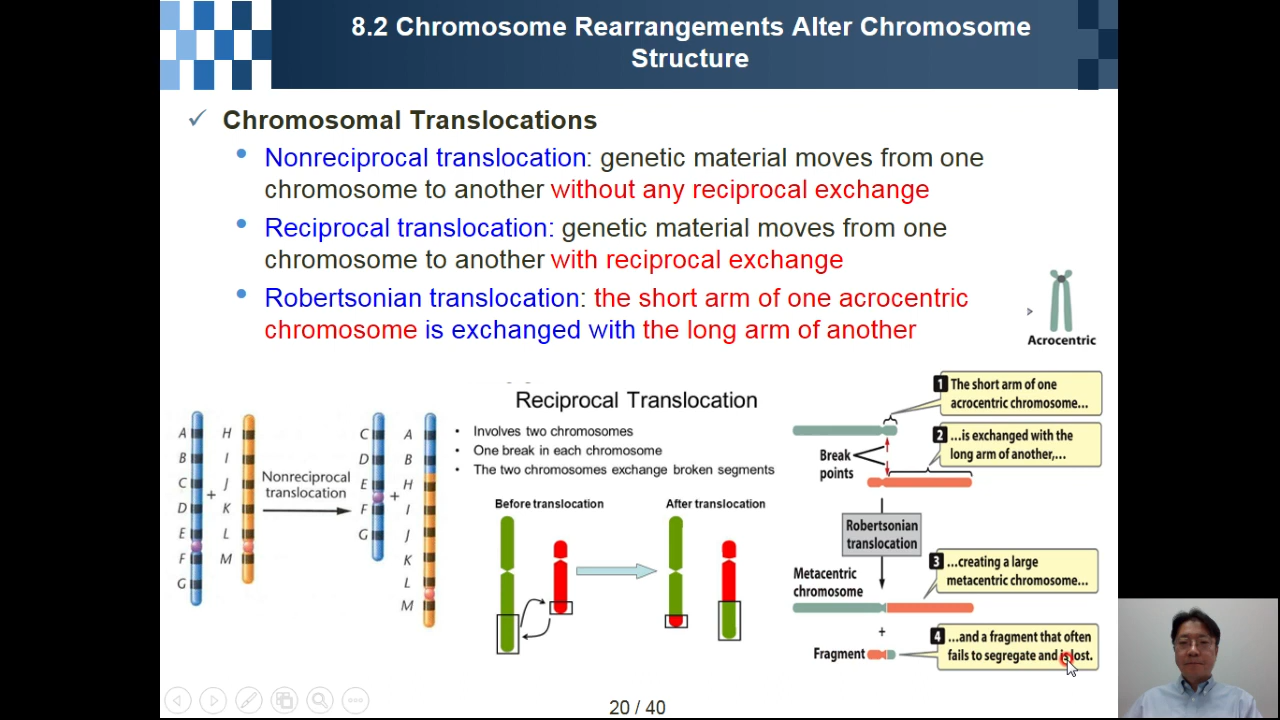 8.2 Chromosome Rearrangements Alter Chromosome
Structure
✓ Chromosomal Translocations
• Nonreciprocal translocation: genetic material moves from one
chromosome to another without any reciprocal exchange
• Reciprocal translocation: genetic material moves from one
chromosome to another with reciprocal exchange
• Robertsonian translocation: the short arm of one acrocentric
chromosome is exchanged with the long arm of another
Acrocentric
A
B
C
D
E
F
G
+
H
I
J
K
L
M
Nonreciprocal
translocation
C
D
E
F
G
+
A
B
H
I
J
K
L
M
Reciprocal Translocation
• Involves two chromosomes
• One break in each chromosome
• The two chromosomes exchange broken segments
Before translocation
After translocation
1 The short arm of one
acrocentric chromosome...
2 ...is exchanged with the
long arm of another,...
Break
points
Robertsonian
translocation
3 ...creating a large
metacentric chromosome...
Metacentric
chromosome
+
4 ...and a fragment that often
fails to segregate and is lost.
Fragment
20 / 40